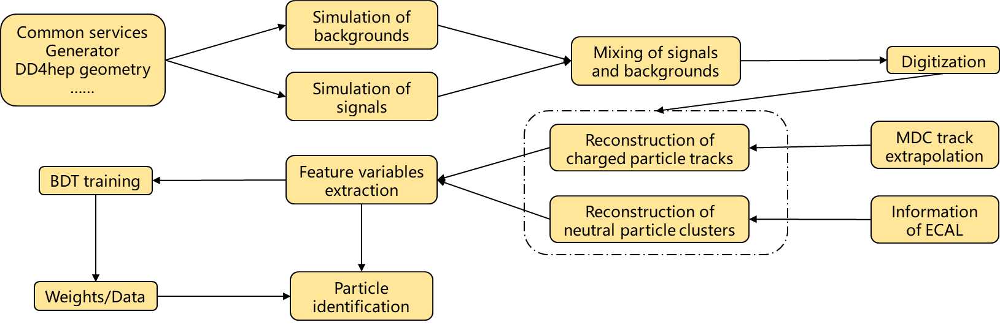 Common services
Generator
DD4hep geometry
......
Simulation of
backgrounds
Simulation of
signals
Mixing of signals
and backgrounds
Digitization
Reconstruction of
charged particle tracks
MDC track
extrapolation
Reconstruction of
neutral particle clusters
Information
of ECAL
Feature variables
extraction
BDT training
Weights/Data
Particle
identification